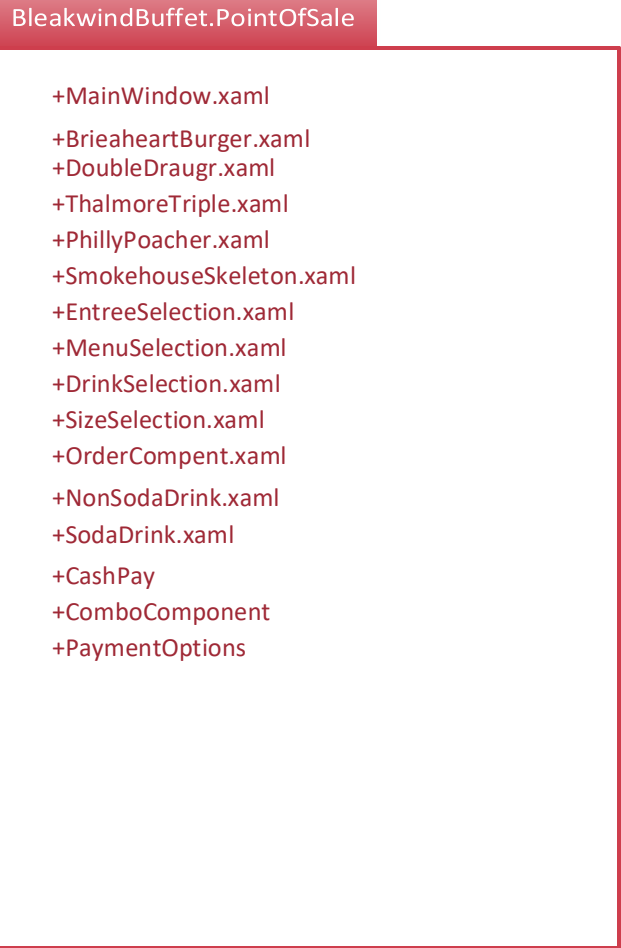 BleakwindBuffet.PointOfSale
+MainWindow.xaml
+BrieaheartBurger.xaml
+DoubleDraugr.xaml
+ThalmoreTriple.xaml
+PhillyPoacher.xaml
+SmokehouseSkeleton.xaml
+EntreeSelection.xaml
+MenuSelection.xaml
+DrinkSelection.xaml
+SizeSelection.xaml
+OrderCompent.xaml
+NonSodaDrink.xaml
+SodaDrink.xaml
+CashPay
+ComboComponent
+PaymentOptions